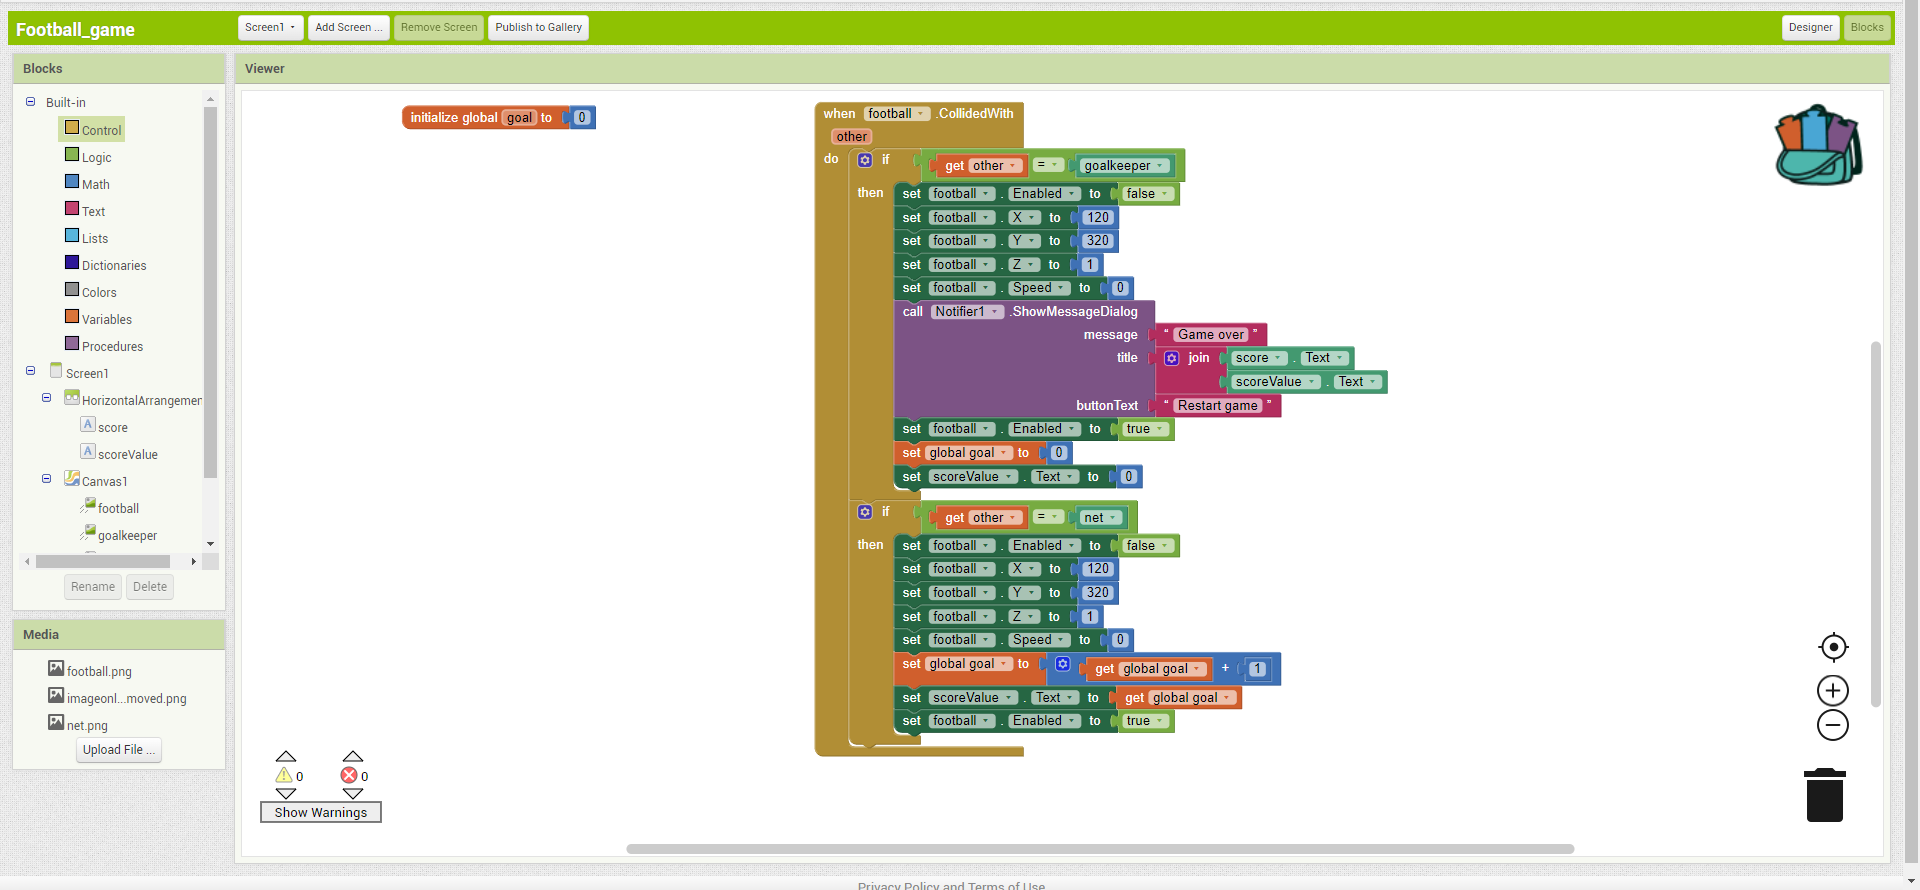 Football_game
Screen1
Add Screen ...
Remove Screen
Publish to Gallery
Designer
Blocks
Blocks
Built-in
Control
Logic
Math
Text
Lists
Dictionaries
Colors
Variables
Procedures
Screen1
HorizontalArrangemer
A score
A scoreValue
Canvas1
football
goalkeeper
Rename
Delete
Media
football.png
imageonl...moved.png
net.png
Upload File ...
Viewer
initialize global goal to 0
when football .CollidedWith
other
do if get other = goalkeeper
then set football . Enabled to false
set football . X to 120
set football . Y to 320
set football . Z to 1
set football . Speed to 0
call Notifier1 .ShowMessageDialog
message “ Game over ”
title join score . Text
scoreValue . Text
buttonText “ Restart game ”
set football . Enabled to true
set global goal to 0
set scoreValue . Text to 0
if get other = net
then set football . Enabled to false
set football . X to 120
set football . Y to 320
set football . Z to 1
set football . Speed to 0
set global goal to get global goal + 1
set scoreValue . Text to get global goal
set football . Enabled to true
0 0
Show Warnings
Privacy Policy and Terms of Use